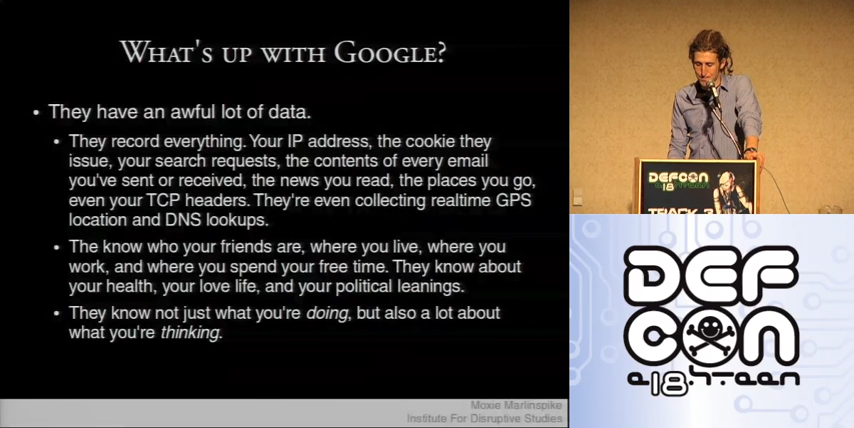 WHAT'S UP WITH GOOGLE?
• They have an awful lot of data.
• They record everything. Your IP address, the cookie they
issue, your search requests, the contents of every email
you've sent or received, the news you read, the places you go,
even your TCP headers. They're even collecting realtime GPS
location and DNS lookups.
• The know who your friends are, where you live, where you
work, and where you spend your free time. They know about
your health, your love life, and your political leanings.
• They know not just what you're doing, but also a lot about
what you're thinking.
Moxie Marlinspike
Institute For Disruptive Studies
DEFCON
18
TRACK 3
DEF
CON
e18hteen